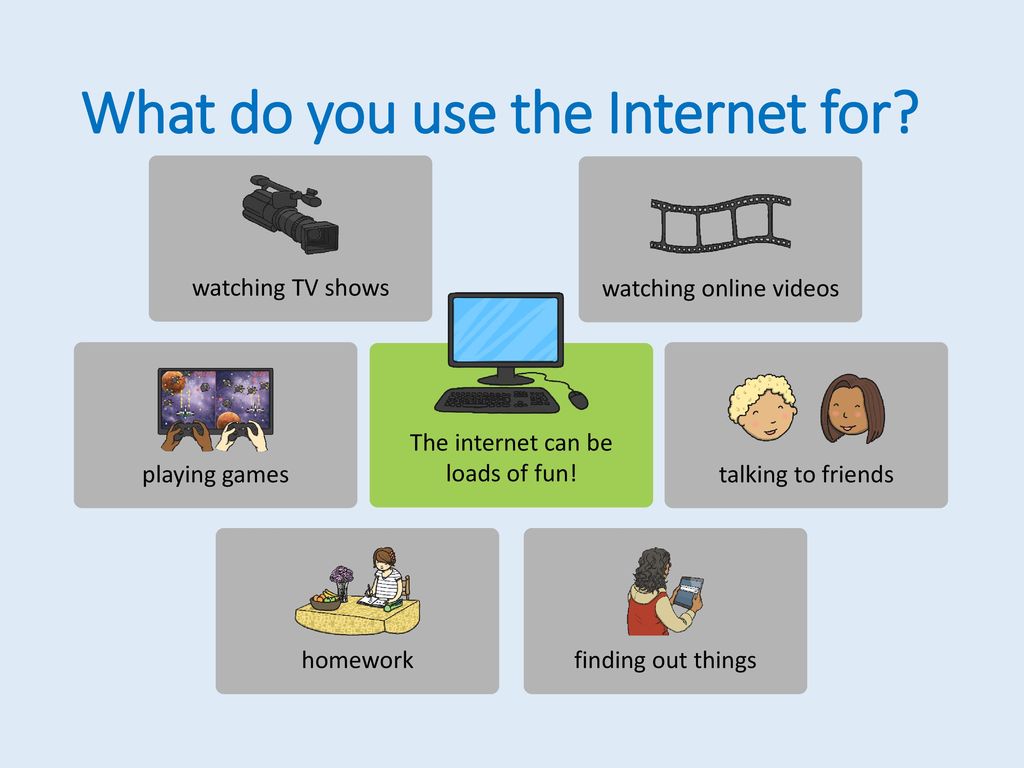 What do you use the Internet for?
watching TV shows
watching online videos
playing games
The internet can be
loads of fun!
talking to friends
homework
finding out things